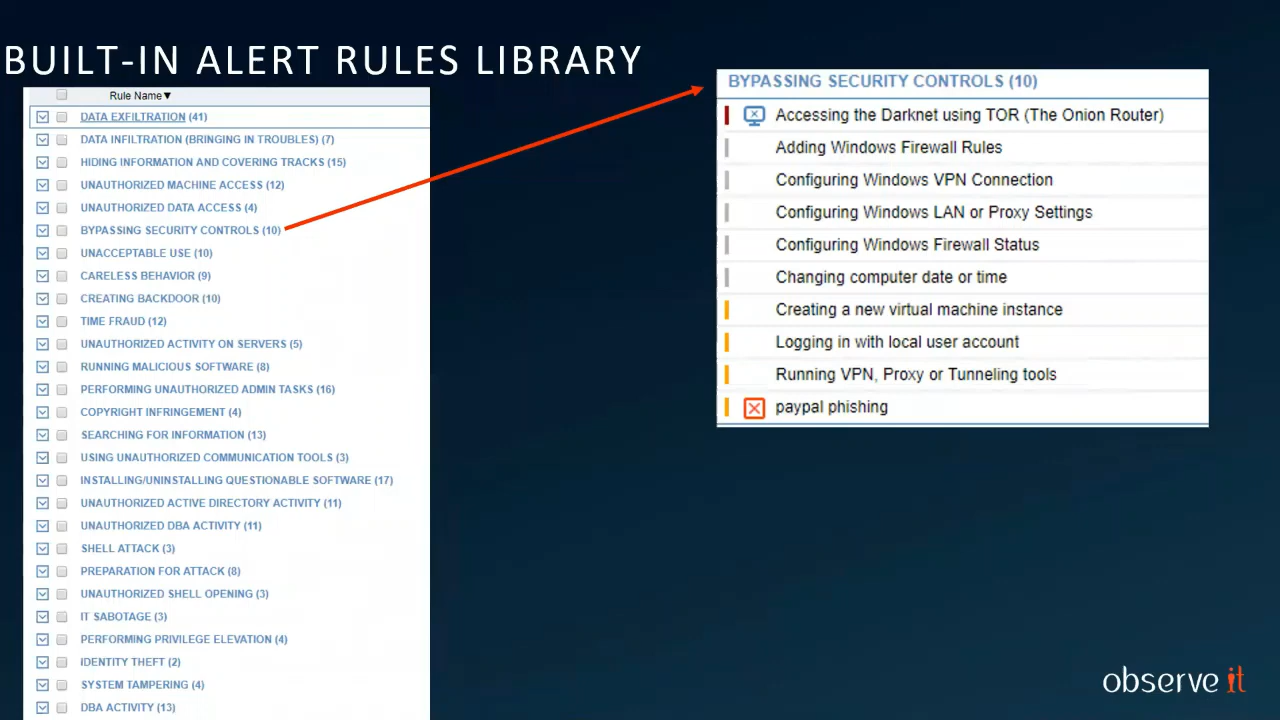 BUILT-IN ALERT RULES LIBRARY
Rule Name▼
DATA EXFILTRATION (41)
DATA INFILTRATION (BRINGING IN TROUBLES) (7)
HIDING INFORMATION AND COVERING TRACKS (15)
UNAUTHORIZED MACHINE ACCESS (12)
UNAUTHORIZED DATA ACCESS (4)
BYPASSING SECURITY CONTROLS (10)
UNACCEPTABLE USE (10)
CARELESS BEHAVIOR (9)
CREATING BACKDOOR (10)
TIME FRAUD (12)
UNAUTHORIZED ACTIVITY ON SERVERS (5)
RUNNING MALICIOUS SOFTWARE (8)
PERFORMING UNAUTHORIZED ADMIN TASKS (16)
COPYRIGHT INFRINGEMENT (4)
SEARCHING FOR INFORMATION (13)
USING UNAUTHORIZED COMMUNICATION TOOLS (3)
INSTALLING/UNINSTALLING QUESTIONABLE SOFTWARE (17)
UNAUTHORIZED ACTIVE DIRECTORY ACTIVITY (11)
UNAUTHORIZED DBA ACTIVITY (11)
SHELL ATTACK (3)
PREPARATION FOR ATTACK (8)
UNAUTHORIZED SHELL OPENING (3)
IT SABOTAGE (3)
PERFORMING PRIVILEGE ELEVATION (4)
IDENTITY THEFT (2)
SYSTEM TAMPERING (4)
DBA ACTIVITY (13)
BYPASSING SECURITY CONTROLS (10)
Accessing the Darknet using TOR (The Onion Router)
Adding Windows Firewall Rules
Configuring Windows VPN Connection
Configuring Windows LAN or Proxy Settings
Configuring Windows Firewall Status
Changing computer date or time
Creating a new virtual machine instance
Logging in with local user account
Running VPN, Proxy or Tunneling tools
paypal phishing
observe it